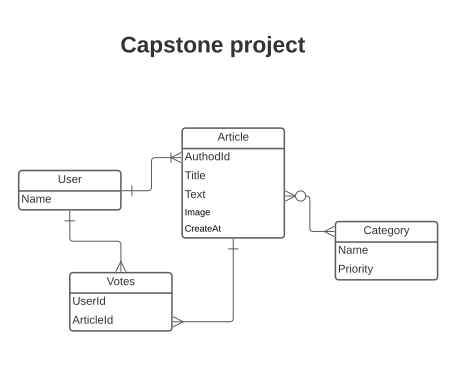 Capstone project
Article
AuthodId
Title
Text
Image
CreateAt
User
Name
Category
Name
Priority
Votes
UserId
ArticleId